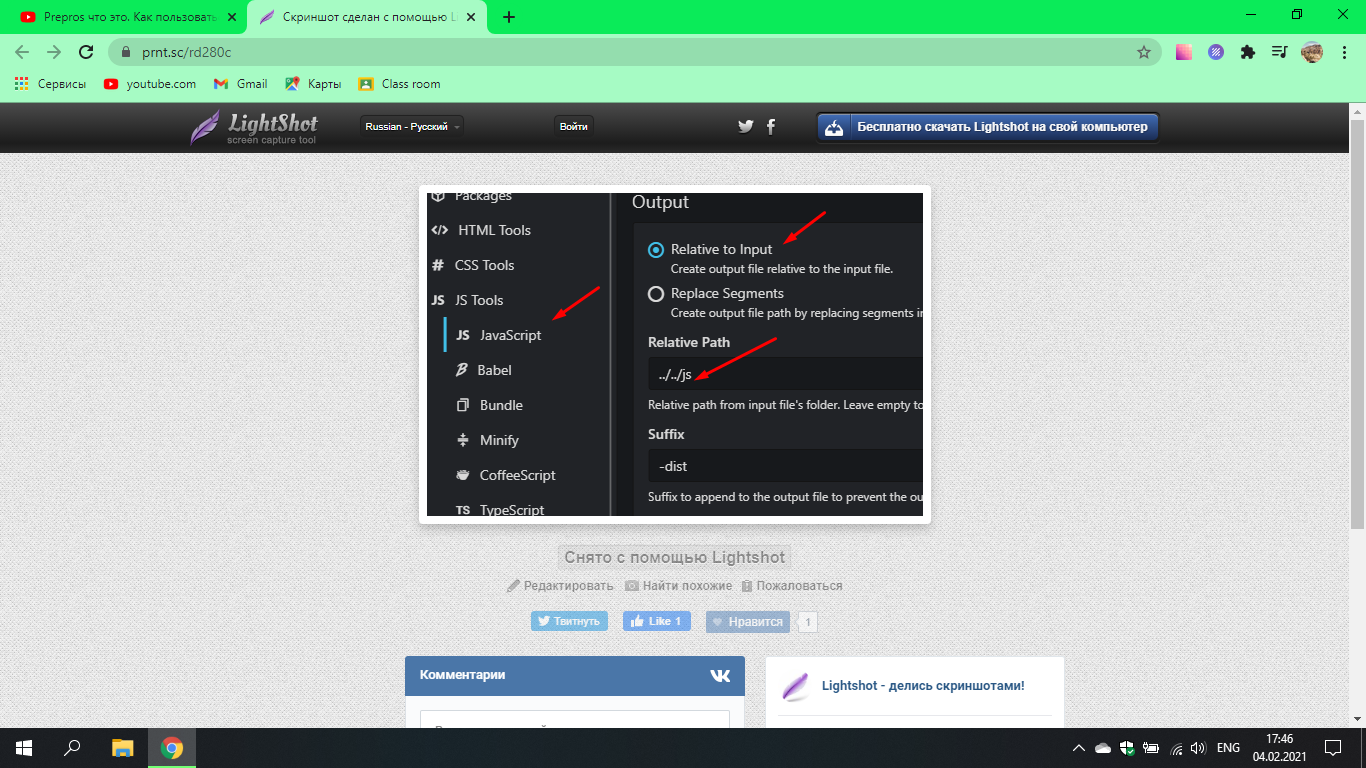 Prepros что это. Как пользовать
Скриншот сделан с помощью Li
prnt.sc/rd280c
Сервисы
youtube.com
Gmail
Карты
Class room
LightShot
screen capture tool
Russian - Русский
Войти
Бесплатно скачать Lightshot на свой компьютер
Packages
HTML Tools
CSS Tools
JS JS Tools
JS JavaScript
Babel
Bundle
Minify
CoffeeScript
TS TypeScript
Output
Relative to Input
Create output file relative to the input file.
Replace Segments
Create output file path by replacing segments in
Relative Path
../../js
Relative path from input file's folder. Leave empty to
Suffix
-dist
Suffix to append to the output file to prevent the ou
Снято с помощью Lightshot
Редактировать
Найти похожие
Пожаловаться
Твитнуть
Like 1
Нравится
1
Комментарии
Lightshot - делись скриншотами!
ENG
17:46
04.02.2021